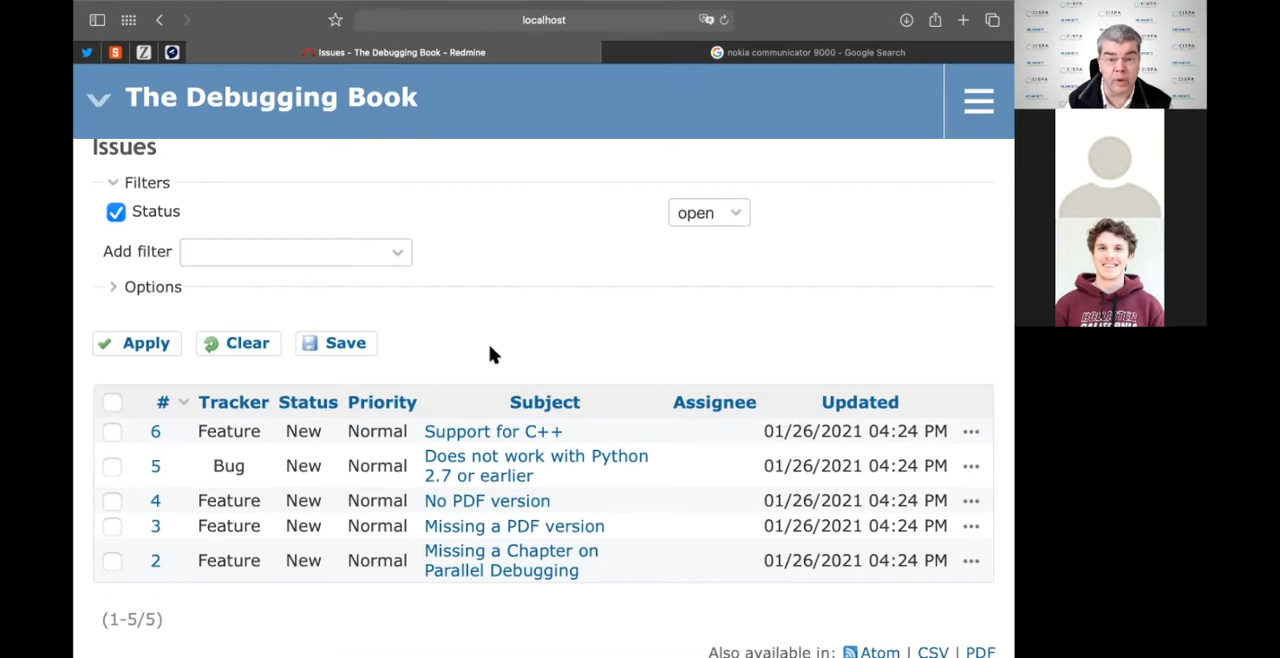 localhost
Issues - The Debugging Book - Redmine
nokia communicator 9000 - Google Search
The Debugging Book
Issues
Filters
Status
open
Add filter
Options
Apply Clear Save
# Tracker Status Priority Subject Assignee Updated
6 Feature New Normal Support for C++ 01/26/2021 04:24 PM
5 Bug New Normal Does not work with Python 01/26/2021 04:24 PM
2.7 or earlier
4 Feature New Normal No PDF version 01/26/2021 04:24 PM
3 Feature New Normal Missing a PDF version 01/26/2021 04:24 PM
2 Feature New Normal Missing a Chapter on 01/26/2021 04:24 PM
Parallel Debugging
(1-5/5)
Also available in: Atom | CSV | PDF
CISPA
HOLLISTER
CALIFORNIA